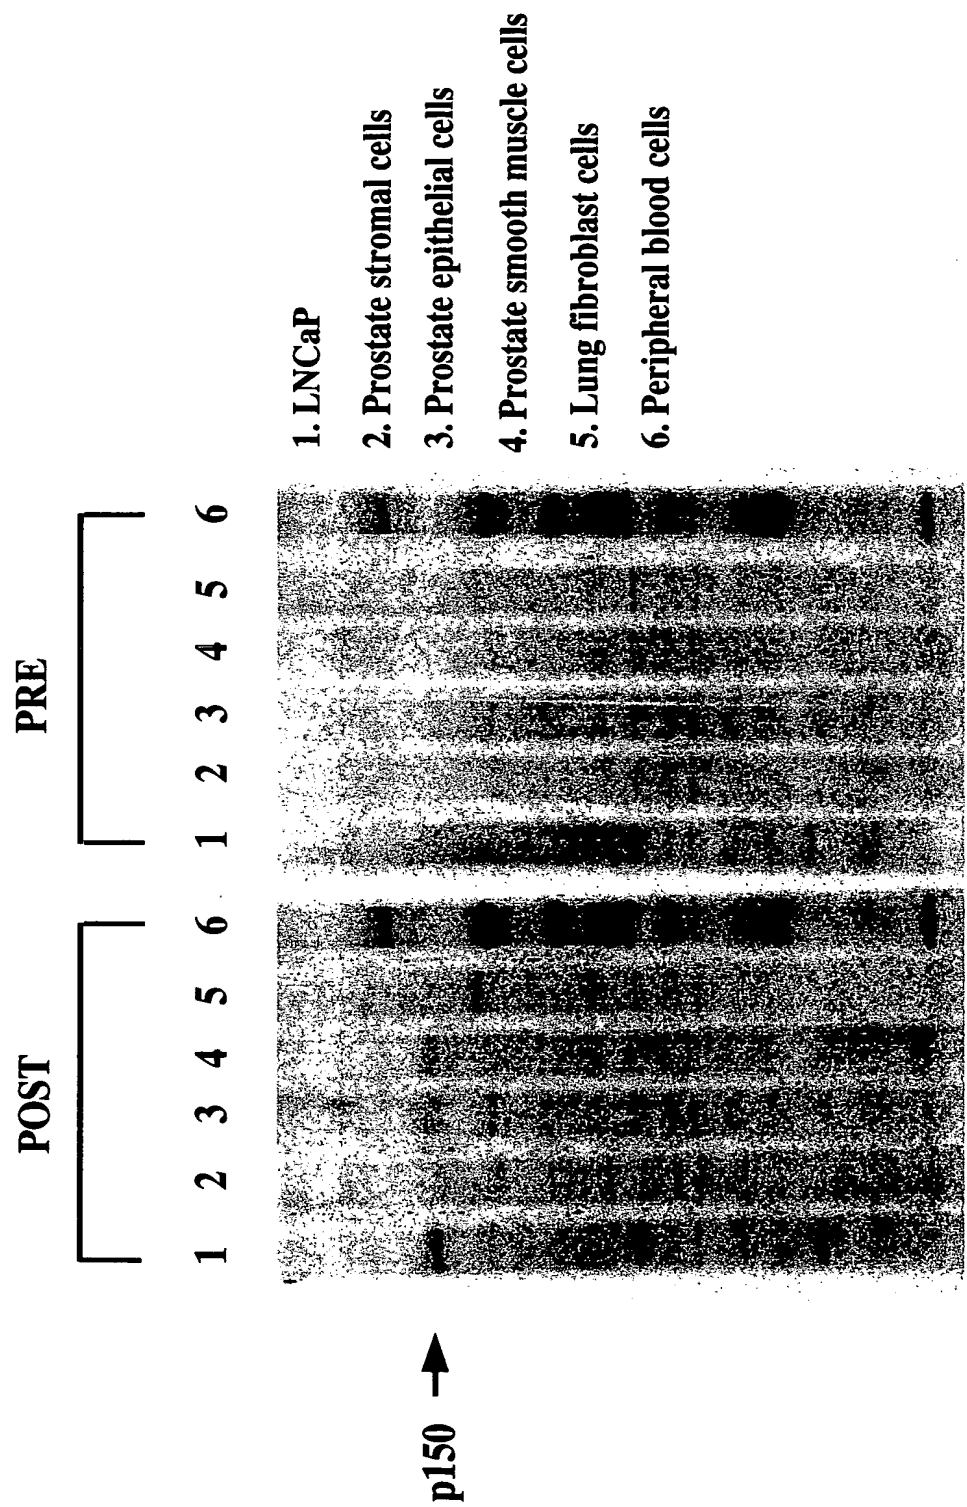 POST PRE
1 2 3 4 5 6 1 2 3 4 5 6
p150
1. LNCaP
2. Prostate stromal cells
3. Prostate epithelial cells
4. Prostate smooth muscle cells
5. Lung fibroblast cells
6. Peripheral blood cells